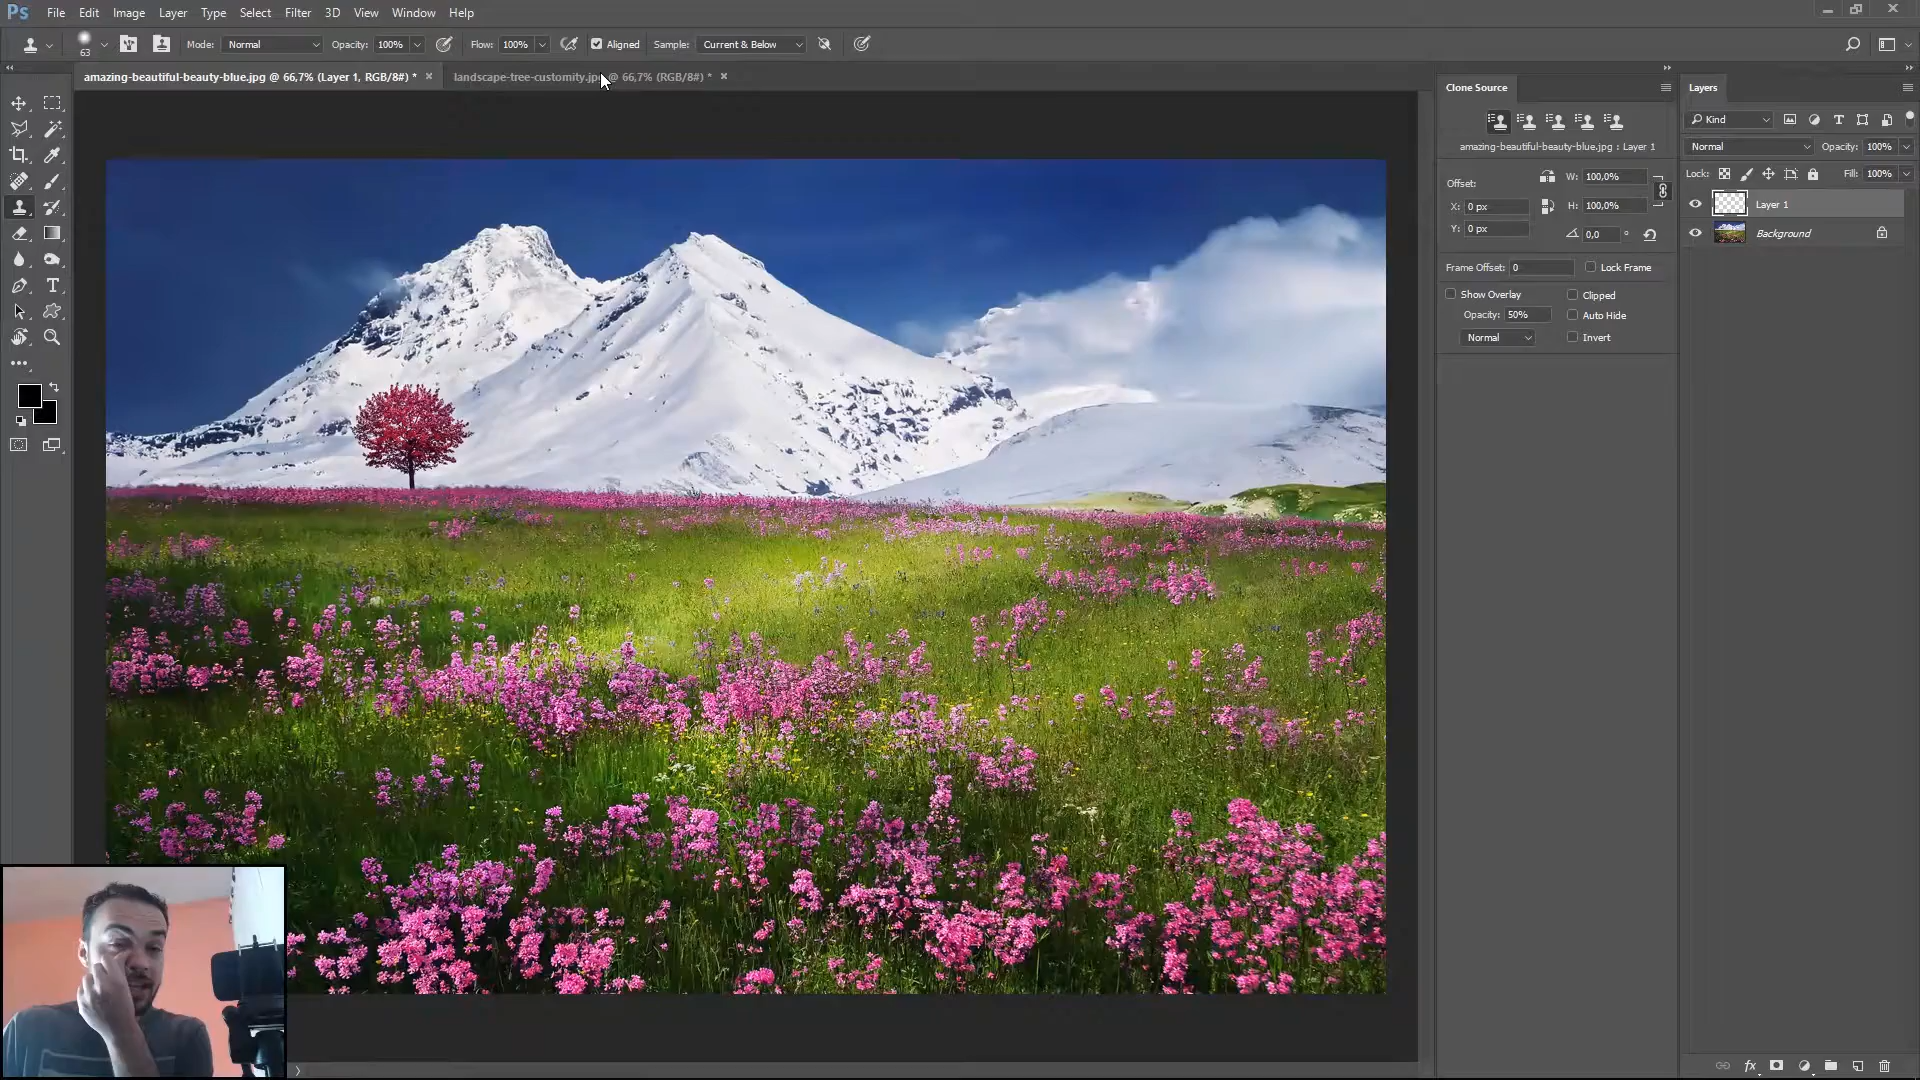 Ps File Edit Image Layer Type Select Filter 3D View Window Help
63 Mode: Normal Opacity: 100% Flow: 100% Aligned Sample: Current & Below
amazing-beautiful-beauty-blue.jpg @ 66,7% (Layer 1, RGB/8#) * × landscape-tree-customity.jpg @ 66,7% (RGB/8#) * ×
Clone Source
amazing-beautiful-beauty-blue.jpg : Layer 1
Offset: W: 100,0%
X: 0 px H: 100,0%
Y: 0 px 0,0 °
Frame Offset: 0 Lock Frame
Show Overlay Clipped
Opacity: 50% Auto Hide
Normal Invert
Layers
Kind
Normal Opacity: 100%
Lock: Fill: 100%
Layer 1
Background
fx